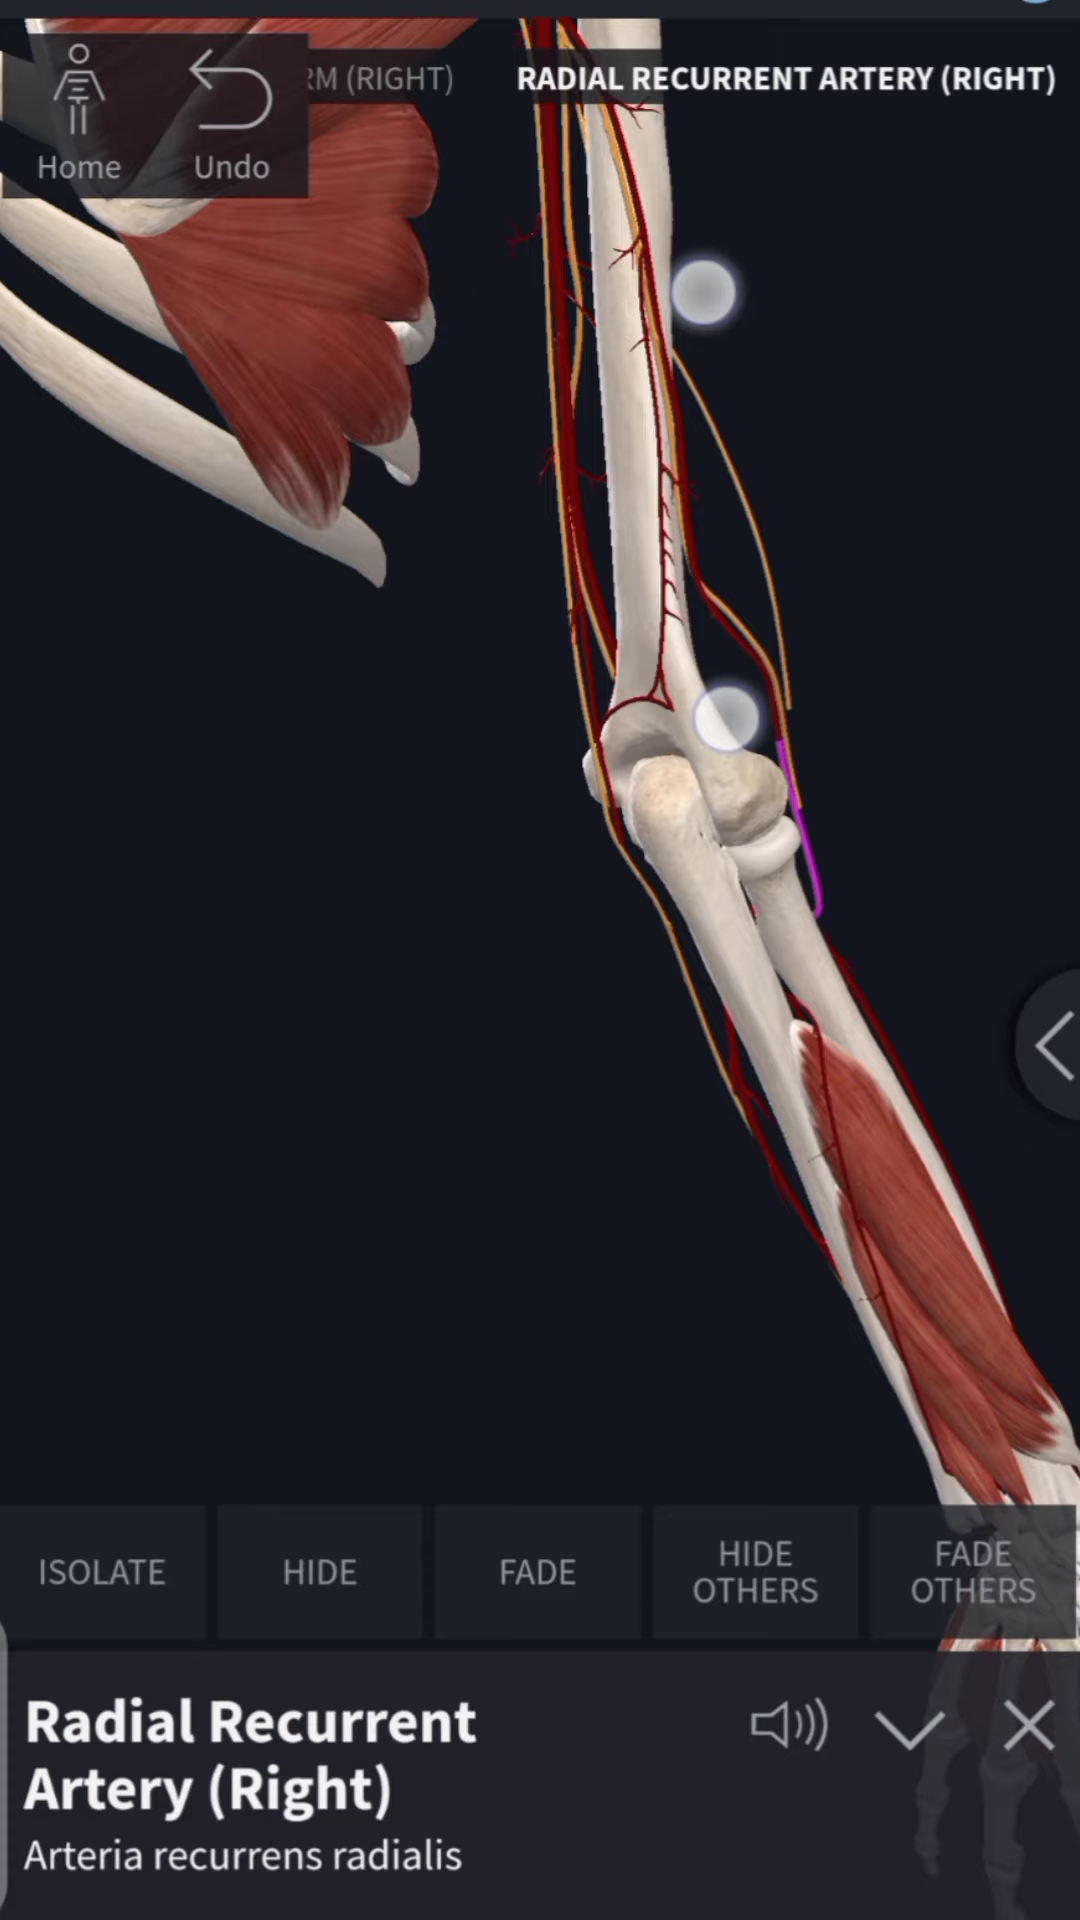 RM (RIGHT) RADIAL RECURRENT ARTERY (RIGHT)
Home Undo
ISOLATE
HIDE
FADE
HIDE
OTHERS
FADE
OTHERS
Radial Recurrent
Artery (Right)
Arteria recurrens radialis